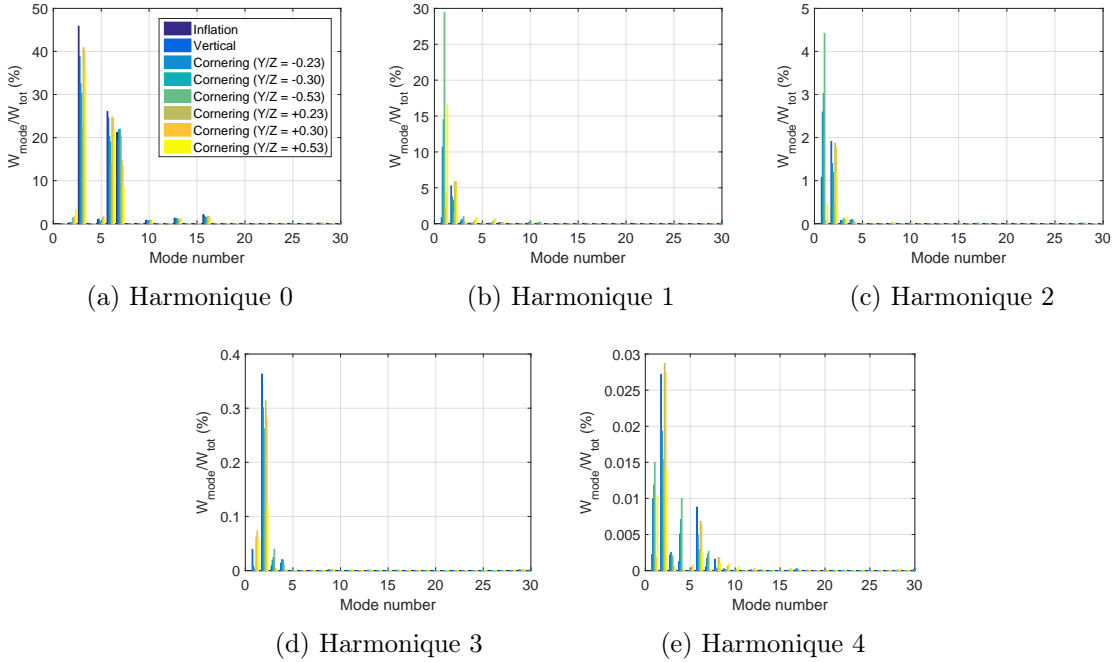 50
40
30
20
10
0
W_mode/W_tot (%)
Inflation
Vertical
Cornering (Y/Z = -0.23)
Cornering (Y/Z = -0.30)
Cornering (Y/Z = -0.53)
Cornering (Y/Z = +0.23)
Cornering (Y/Z = +0.30)
Cornering (Y/Z = +0.53)
0 5 10 15 20 25 30
Mode number
(a) Harmonique 0
30
25
20
15
10
5
0
W_mode/W_tot (%)
0 5 10 15 20 25 30
Mode number
(b) Harmonique 1
5
4
3
2
1
0
W_mode/W_tot (%)
0 5 10 15 20 25 30
Mode number
(c) Harmonique 2
0.4
0.3
0.2
0.1
0
W_mode/W_tot (%)
0 5 10 15 20 25 30
Mode number
(d) Harmonique 3
0.03
0.025
0.02
0.015
0.01
0.005
0
W_mode/W_tot (%)
0 5 10 15 20 25 30
Mode number
(e) Harmonique 4